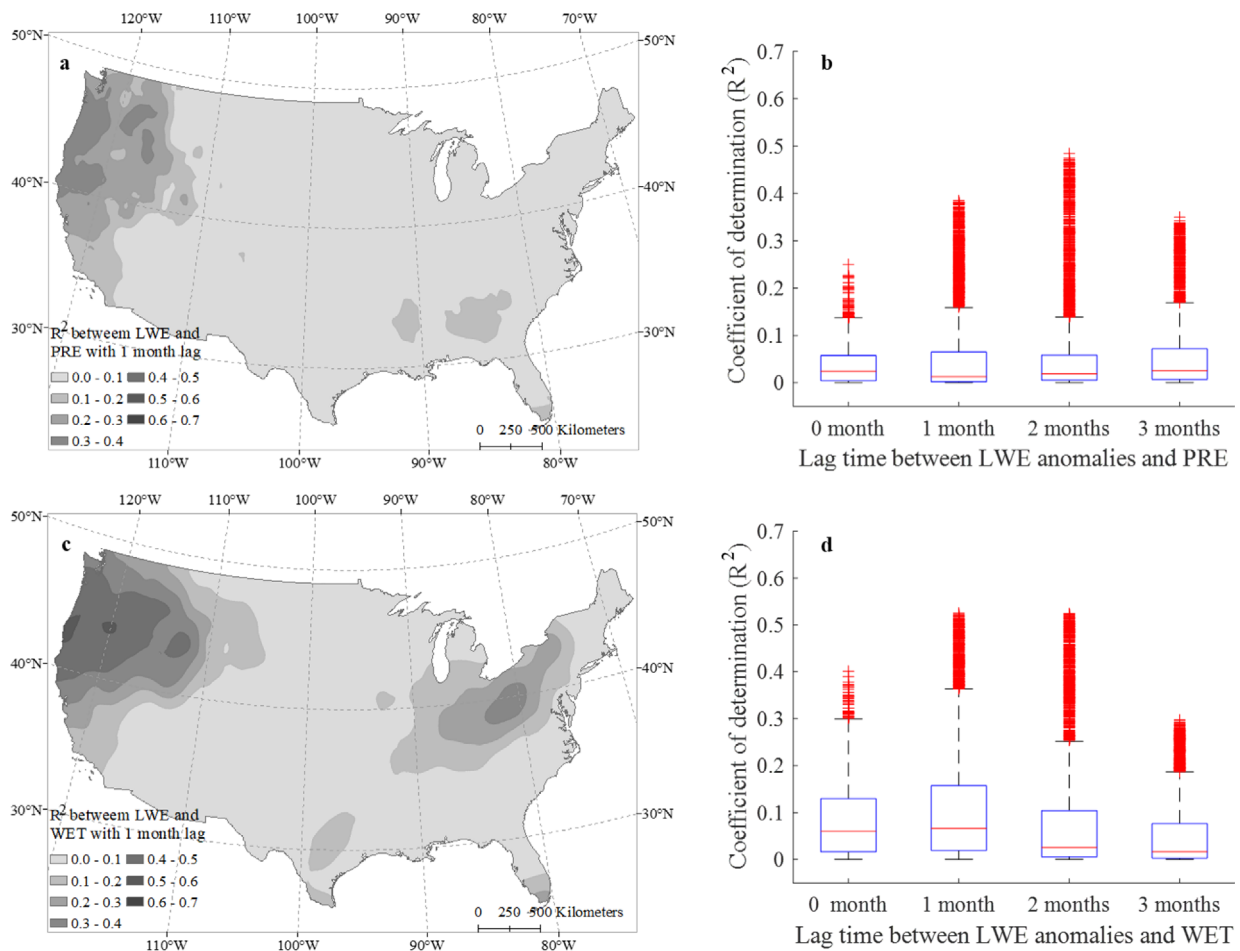 120°W 110°W 100°W 90°W 80°W 70°W
50°N
50°N
a
40°N
40°N
30°N
30°N
R² between LWE and
PRE with 1 month lag
0.0 - 0.1 0.4 - 0.5
0.1 - 0.2 0.5 - 0.6
0.2 - 0.3 0.6 - 0.7
0.3 - 0.4
0 250 500 Kilometers
110°W 100°W 90°W 80°W
b
Coefficient of determination (R²)
0.7
0.6
0.5
0.4
0.3
0.2
0.1
0
0 month 1 month 2 months 3 months
Lag time between LWE anomalies and PRE
120°W 110°W 100°W 90°W 80°W 70°W
50°N
50°N
c
40°N
40°N
30°N
30°N
R² between LWE and
WET with 1 month lag
0.0 - 0.1 0.4 - 0.5
0.1 - 0.2 0.5 - 0.6
0.2 - 0.3 0.6 - 0.7
0.3 - 0.4
0 250 500 Kilometers
110°W 100°W 90°W 80°W
d
Coefficient of determination (R²)
0.7
0.6
0.5
0.4
0.3
0.2
0.1
0
0 month 1 month 2 months 3 months
Lag time between LWE anomalies and WET